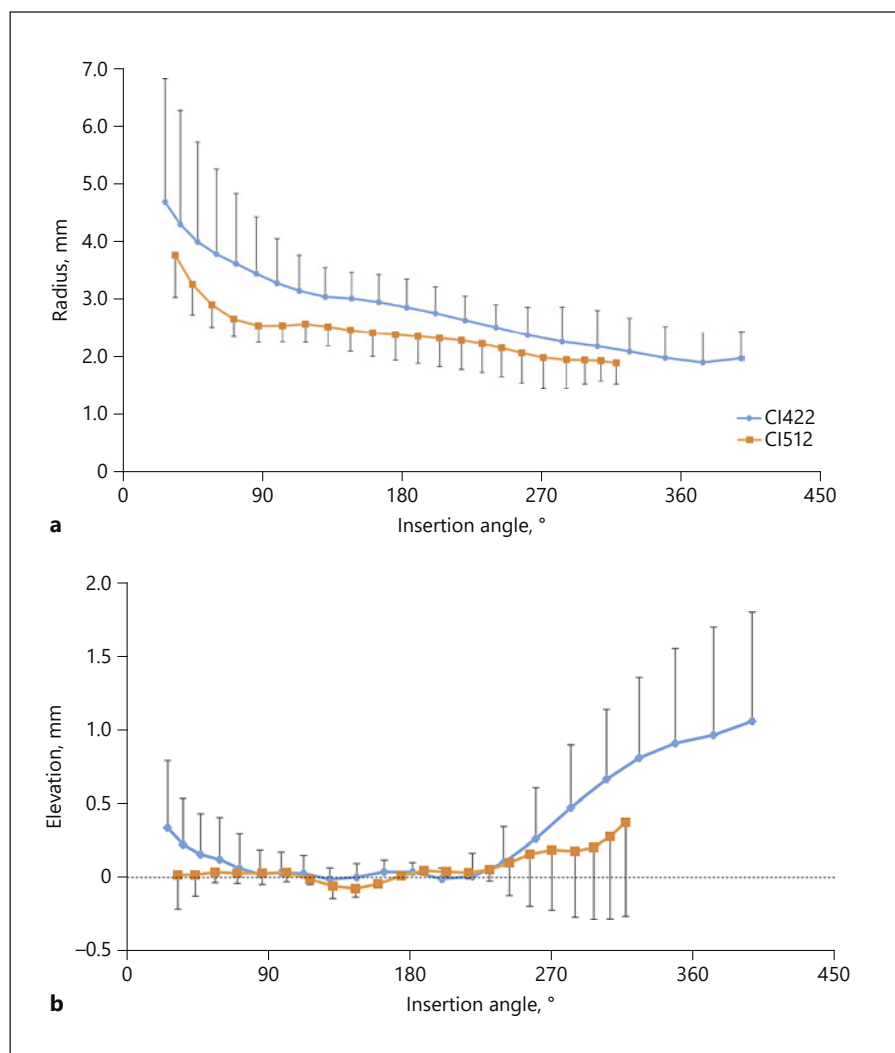 7.0
6.0
5.0
4.0
3.0
2.0
1.0
0
Radius, mm
CI422
CI512
0 90 180 270 360 450
a
Insertion angle, °
2.0
1.5
1.0
0.5
0
–0.5
Elevation, mm
0 90 180 270 360 450
b
Insertion angle, °